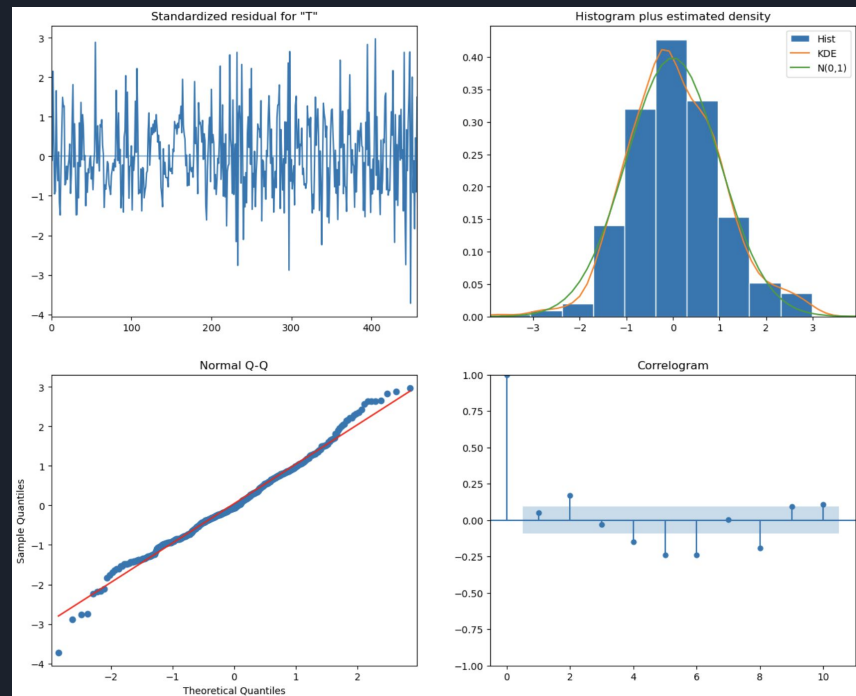 Standardized residual for "T"
3
2
1
0
−1
−2
−3
−4
0 100 200 300 400
Histogram plus estimated density
Hist
KDE
N(0,1)
0.40
0.35
0.30
0.25
0.20
0.15
0.10
0.05
0.00
−3 −2 −1 0 1 2 3
Normal Q-Q
Sample Quantiles
3
2
1
0
−1
−2
−3
−4
−2 −1 0 1 2
Theoretical Quantiles
Correlogram
1.00
0.75
0.50
0.25
0.00
−0.25
−0.50
−0.75
−1.00
0 2 4 6 8 10